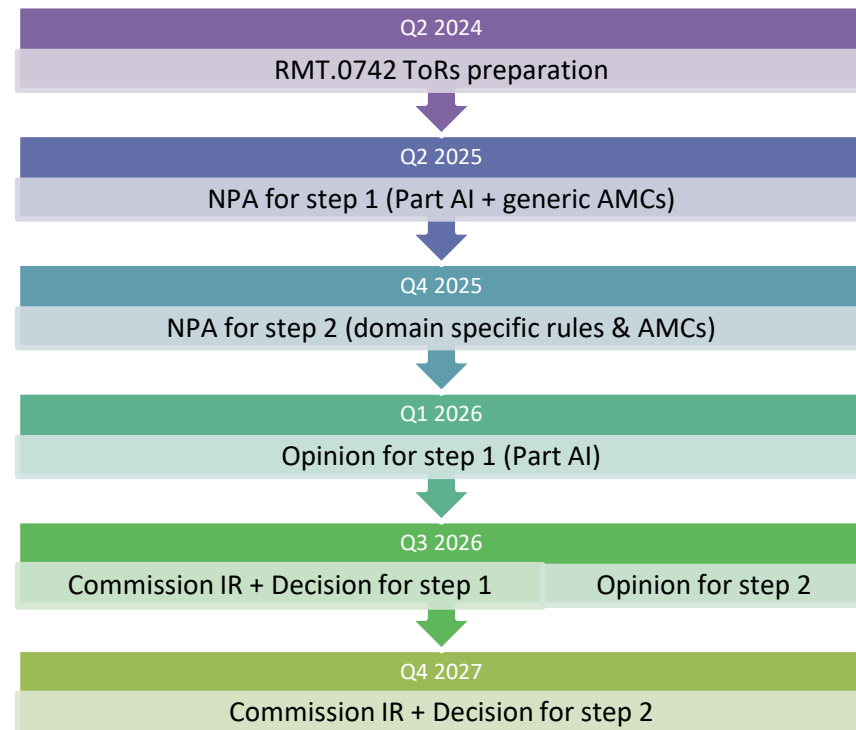 Q2 2024
RMT.0742 ToRs preparation
Q2 2025
NPA for step 1 (Part AI + generic AMCs)
Q4 2025
NPA for step 2 (domain specific rules & AMCs)
Q1 2026
Opinion for step 1 (Part AI)
Q3 2026
Commission IR + Decision for step 1
Opinion for step 2
Q4 2027
Commission IR + Decision for step 2